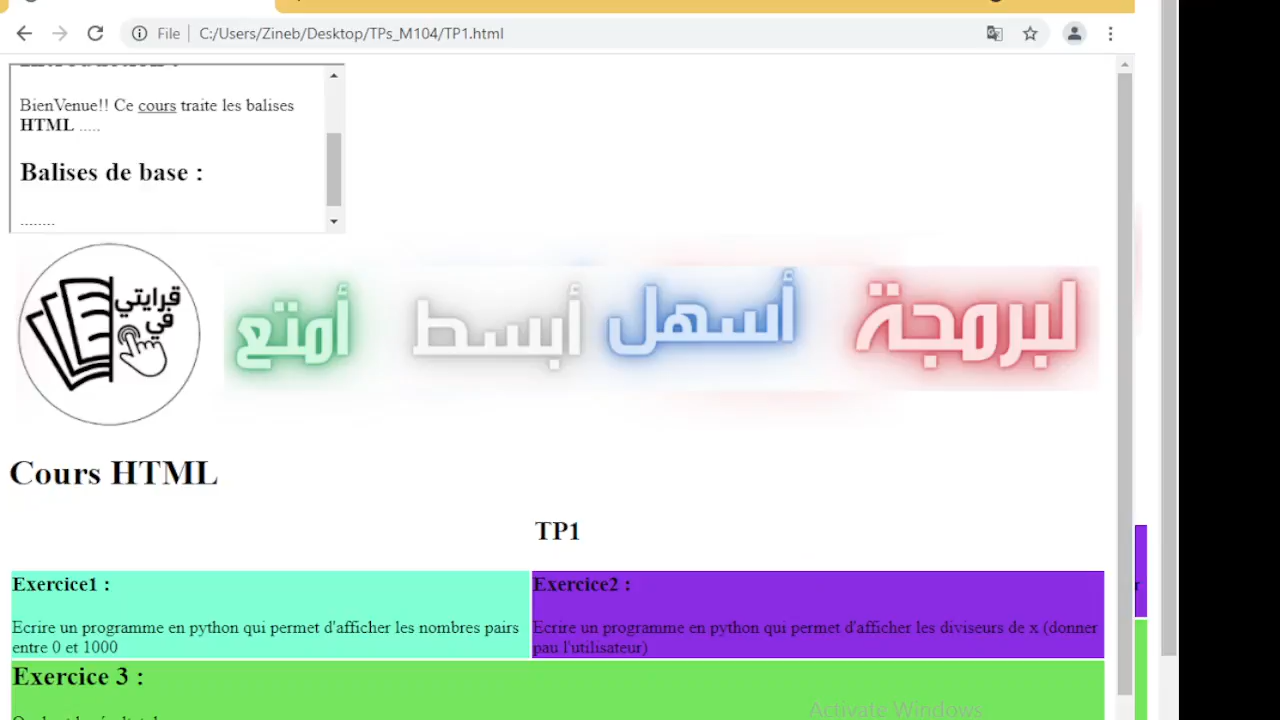 File C:/Users/Zineb/Desktop/TPs_M104/TP1.html
BienVenue!! Ce cours traite les balises
HTML .....
Balises de base :
........
قرايتي
في
لبرمجة أسهل أبسط أمتع
Cours HTML
TP1
Exercice1 :
Ecrire un programme en python qui permet d'afficher les nombres pairs
entre 0 et 1000
Exercice2 :
Ecrire un programme en python qui permet d'afficher les diviseurs de x (donner
pau l'utilisateur)
Exercice 3 :
Activate Windows